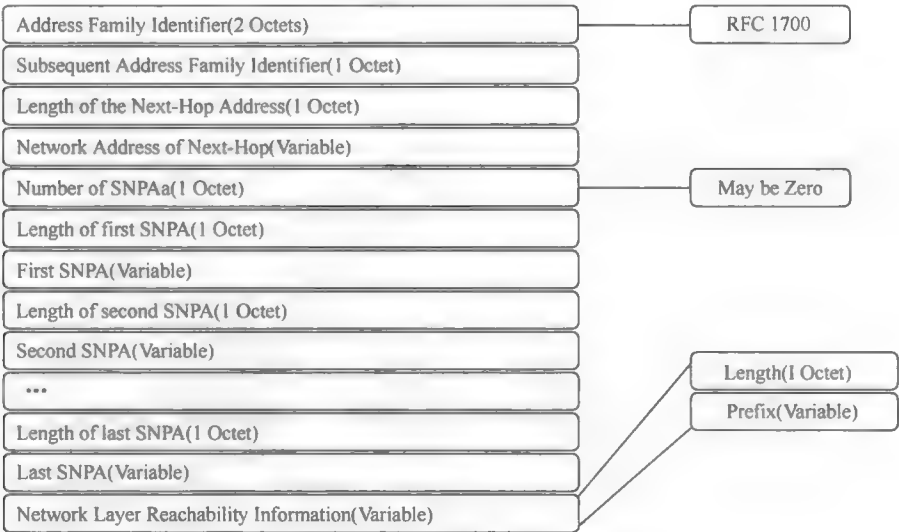 Address Family Identifier(2 Octets)
RFC 1700
Subsequent Address Family Identifier(1 Octet)
Length of the Next-Hop Address(1 Octet)
Network Address of Next-Hop(Variable)
Number of SNPAa(1 Octet)
May be Zero
Length of first SNPA(1 Octet)
First SNPA(Variable)
Length of second SNPA(1 Octet)
Second SNPA(Variable)
•••
Length of last SNPA(1 Octet)
Last SNPA(Variable)
Network Layer Reachability Information(Variable)
Length(I Octet)
Prefix(Variable)